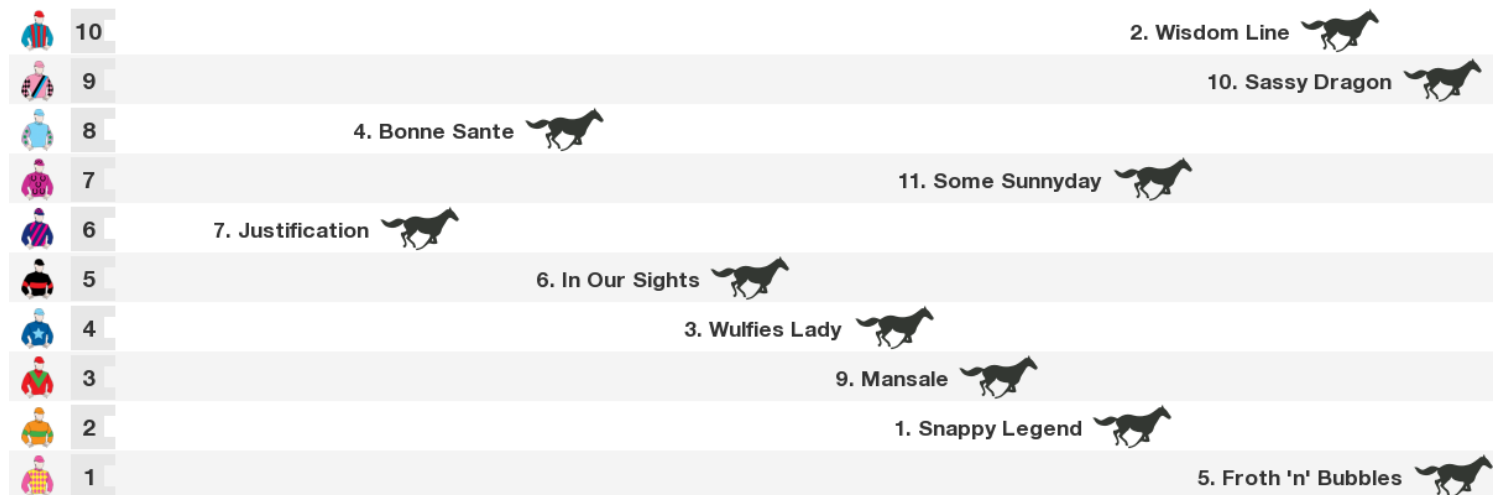 10 2. Wisdom Line
9 10. Sassy Dragon
8 4. Bonne Sante
7 11. Some Sunnyday
6 7. Justification
5 6. In Our Sights
4 3. Wulfies Lady
3 9. Mansale
2 1. Snappy Legend
1 5. Froth 'n' Bubbles